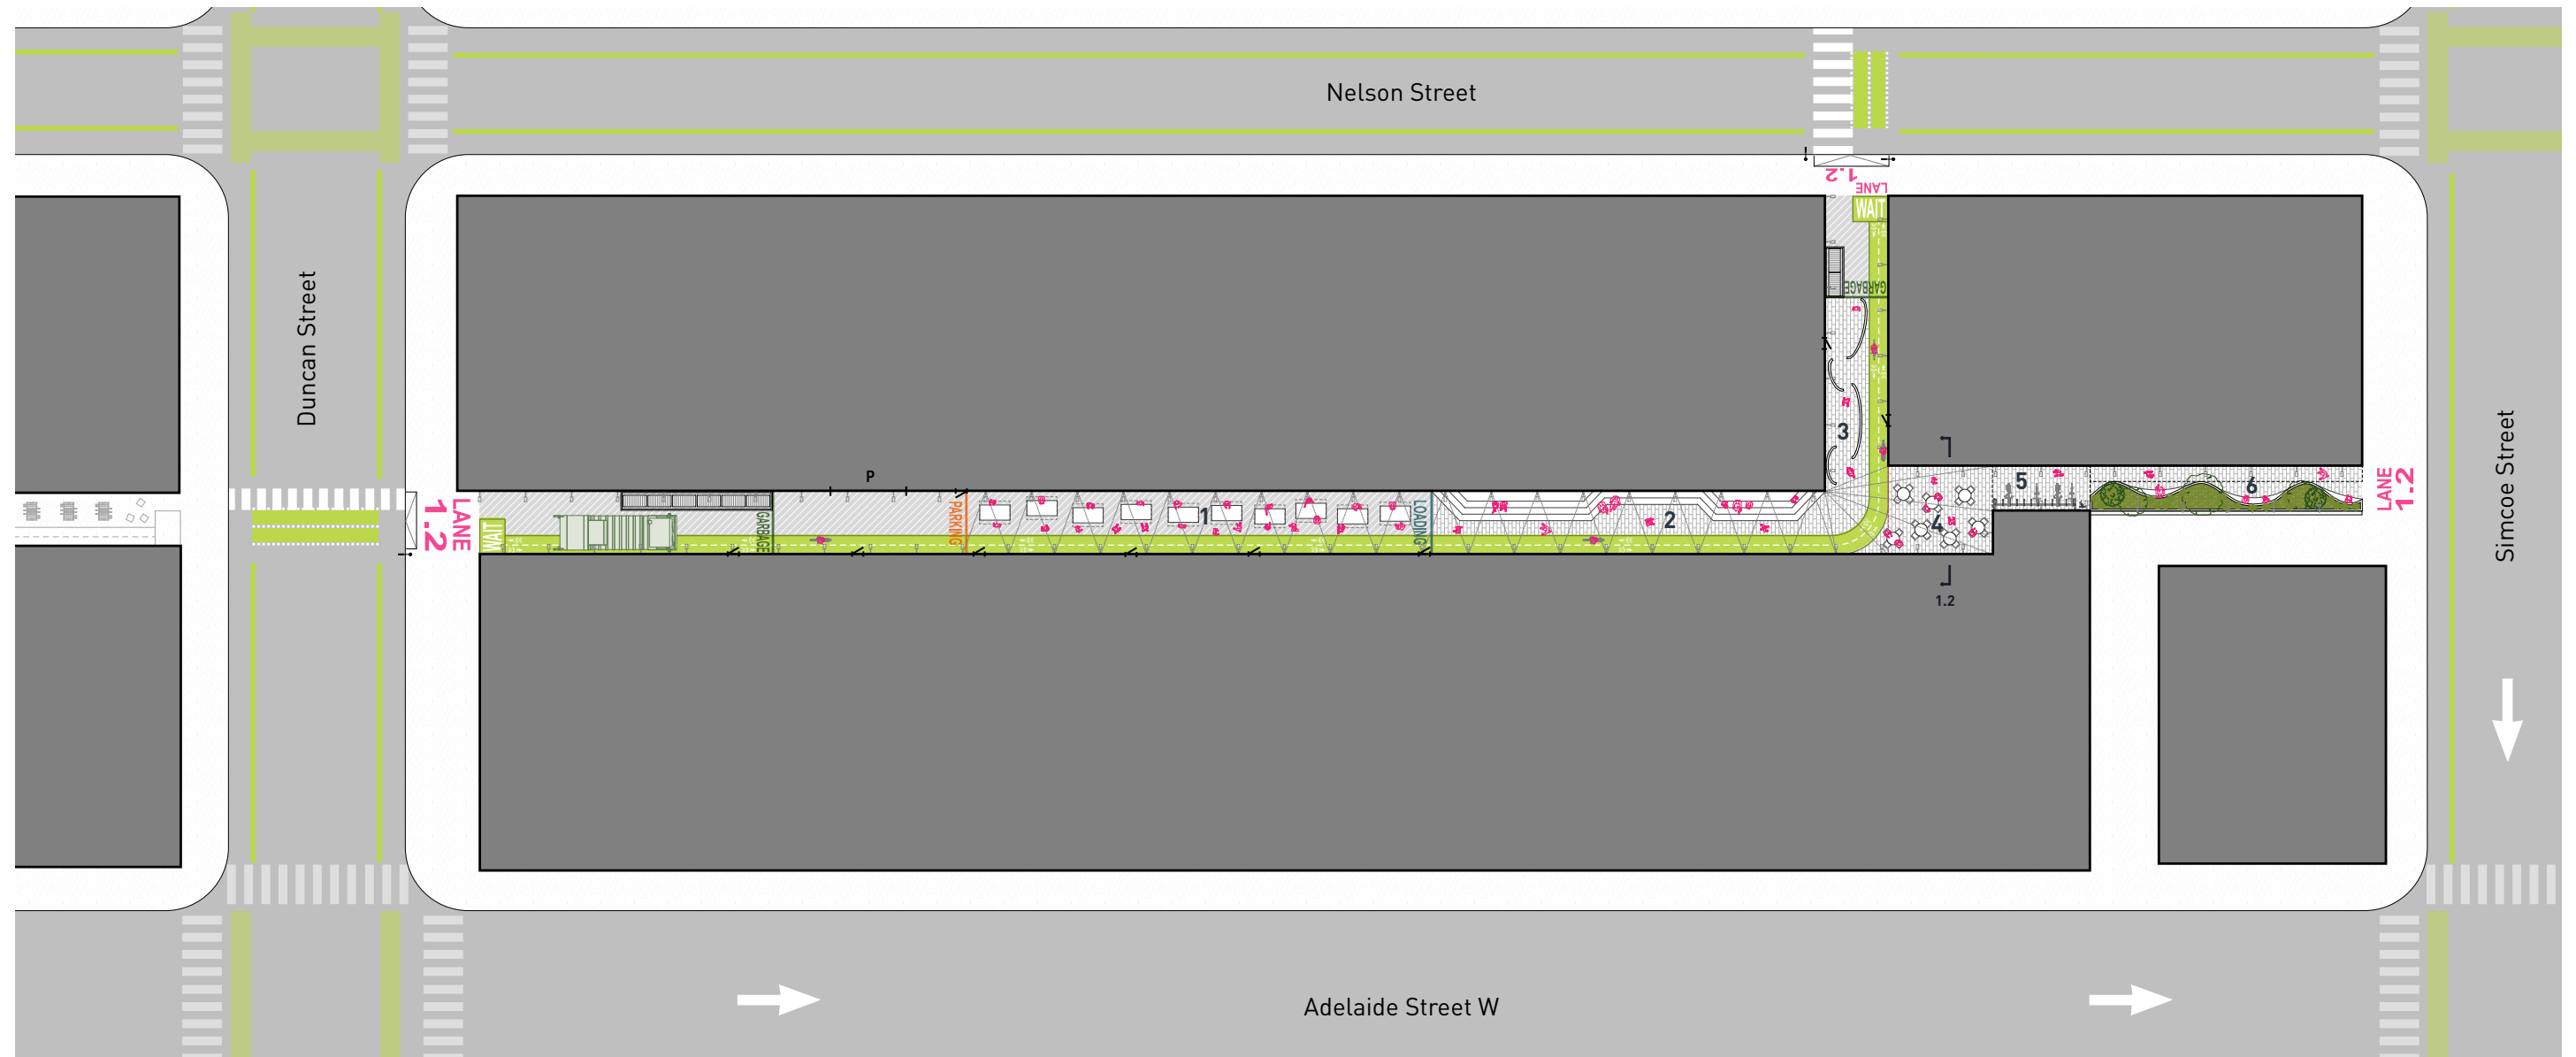 Nelson Street
1.2
LANE
WAIT
GARBAGE
Duncan Street
Simcoe Street
3
P
LANE
1.2
WAIT
GARBAGE
PARKING
1
LOADING
2
4
5
6
LANE
1.2
1.2
Adelaide Street W